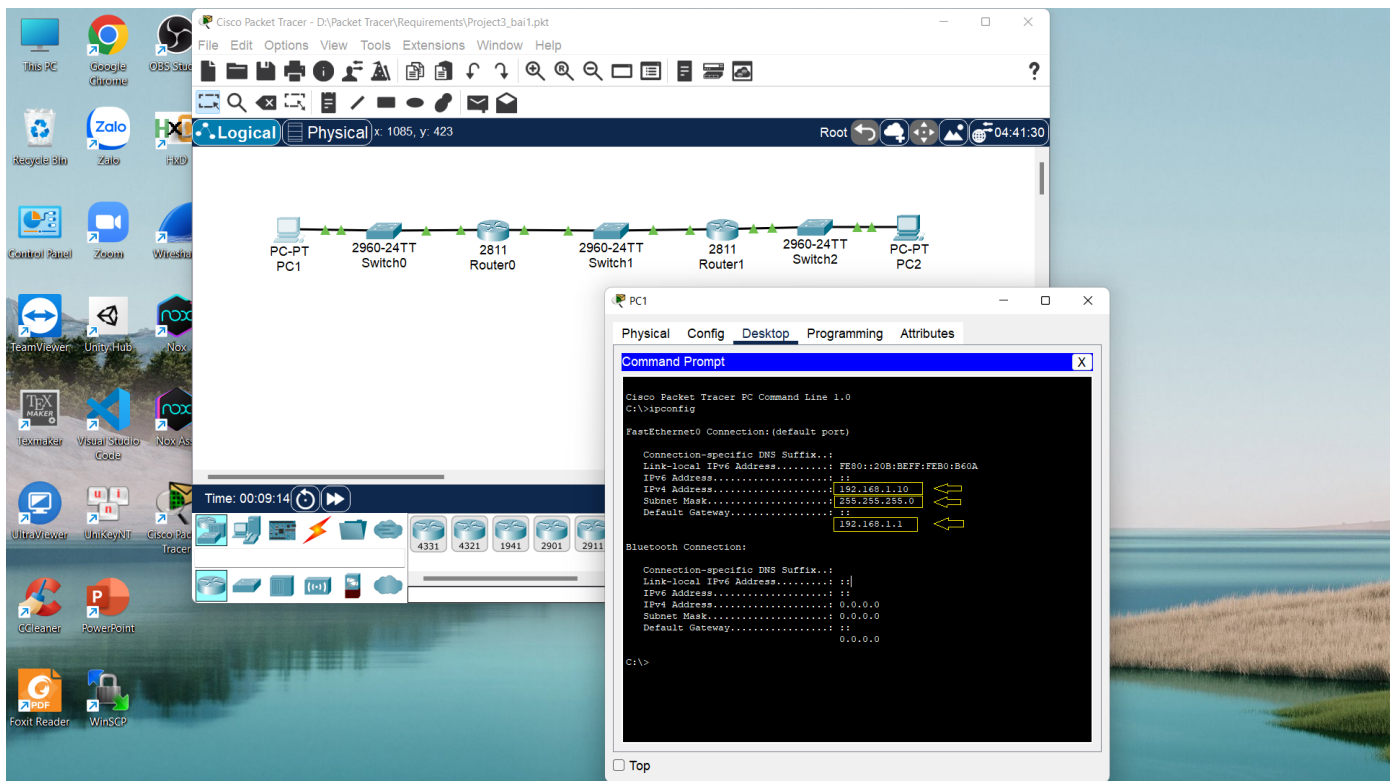 This PC
Google
Chrome
OBS Stu
Recycle Bin
Zalo
Zalo
HxD
Control Panel
Zoom
Wiresha
TeamViewer
Unity Hub
Nox
Texmaker
Visual Studio
Code
Nox Ass
UltraViewer
UniKeyNT
Cisco Pac
Tracer
CCleaner
PowerPoint
Foxit Reader
WinSCP
Cisco Packet Tracer - D:\Packet Tracer\Requirements\Project3_bai1.pkt
File Edit Options View Tools Extensions Window Help
Logical Physical x: 1085, y: 423 Root 04:41:30
PC-PT
PC1
2960-24TT
Switch0
2811
Router0
2960-24TT
Switch1
2811
Router1
2960-24TT
Switch2
PC-PT
PC2
Time: 00:09:14
4331 4321 1941 2901 2911
PC1
Physical Config Desktop Programming Attributes
Command Prompt X
Cisco Packet Tracer PC Command Line 1.0
C:\>ipconfig
FastEthernet0 Connection:(default port)
Connection-specific DNS Suffix..:
Link-local IPv6 Address.........: FE80::20B:BEFF:FEB0:B60A
IPv6 Address....................: ::
IPv4 Address....................: 192.168.1.10
Subnet Mask.....................: 255.255.255.0
Default Gateway.................: ::
192.168.1.1
Bluetooth Connection:
Connection-specific DNS Suffix..:
Link-local IPv6 Address.........: ::
IPv6 Address....................: ::
IPv4 Address....................: 0.0.0.0
Subnet Mask.....................: 0.0.0.0
Default Gateway.................: ::
0.0.0.0
C:\>
Top